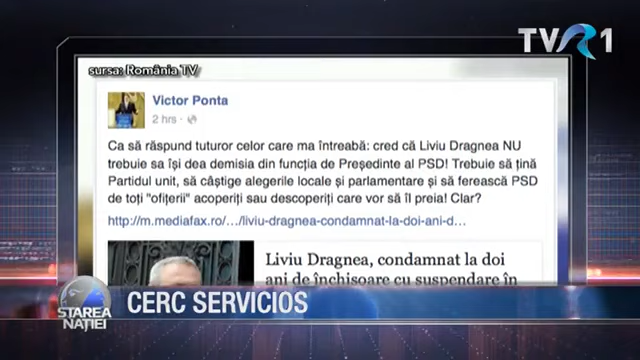 TVR1
sursa: România TV
Victor Ponta
2 hrs ·
Ca să răspund tuturor celor care ma întreabă: cred că Liviu Dragnea NU
trebuie sa își dea demisia din funcția de Președinte al PSD! Trebuie să țină
Partidul unit, să câștige alegerile locale și parlamentare și să ferească PSD
de toți "ofițerii" acoperiți sau descoperiți care vor să îl preia! Clar?
http://m.mediafax.ro/…/liviu-dragnea-condamnat-la-doi-ani-d…
Liviu Dragnea, condamnat la doi
ani de închisoare cu suspendare în
STAREA
NAȚIEI
CERC SERVICIOS